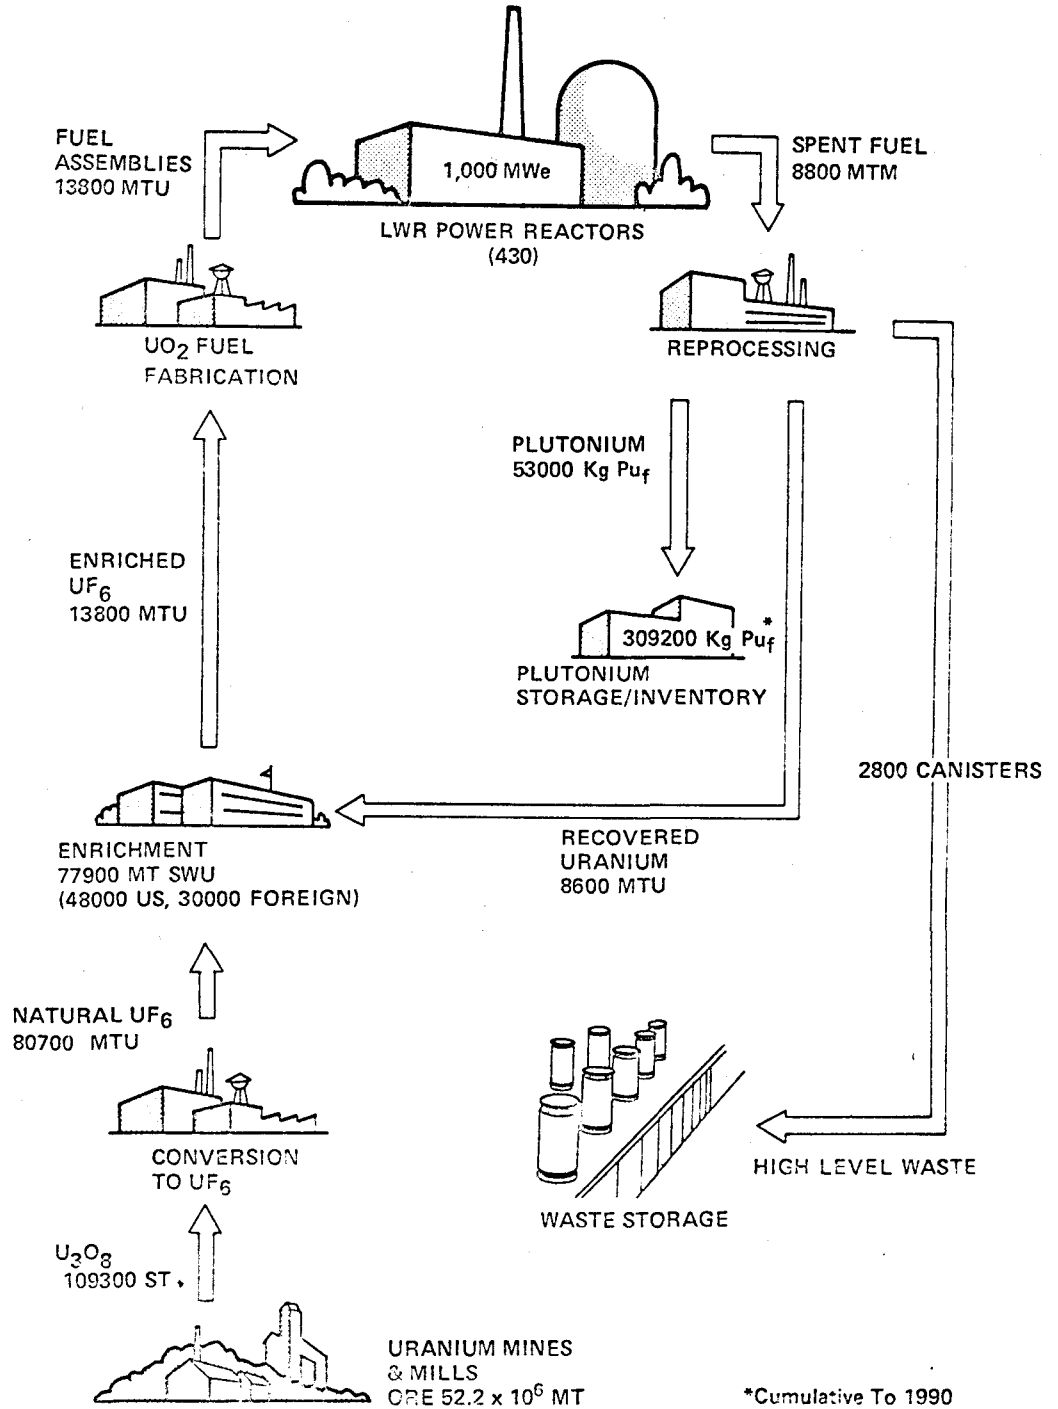 FUEL
ASSEMBLIES
13800 MTU
1,000 MWe
LWR POWER REACTORS
(430)
SPENT FUEL
8800 MTM
UO2 FUEL
FABRICATION
REPROCESSING
PLUTONIUM
53000 Kg Puf
ENRICHED
UF6
13800 MTU
309200 Kg Puf*
PLUTONIUM
STORAGE/INVENTORY
2800 CANISTERS
ENRICHMENT
77900 MT SWU
(48000 US, 30000 FOREIGN)
RECOVERED
URANIUM
8600 MTU
NATURAL UF6
80700 MTU
CONVERSION
TO UF6
HIGH LEVEL WASTE
WASTE STORAGE
U3O8
109300 ST
URANIUM MINES
& MILLS
ORE 52.2 x 10⁶ MT
*Cumulative To 1990